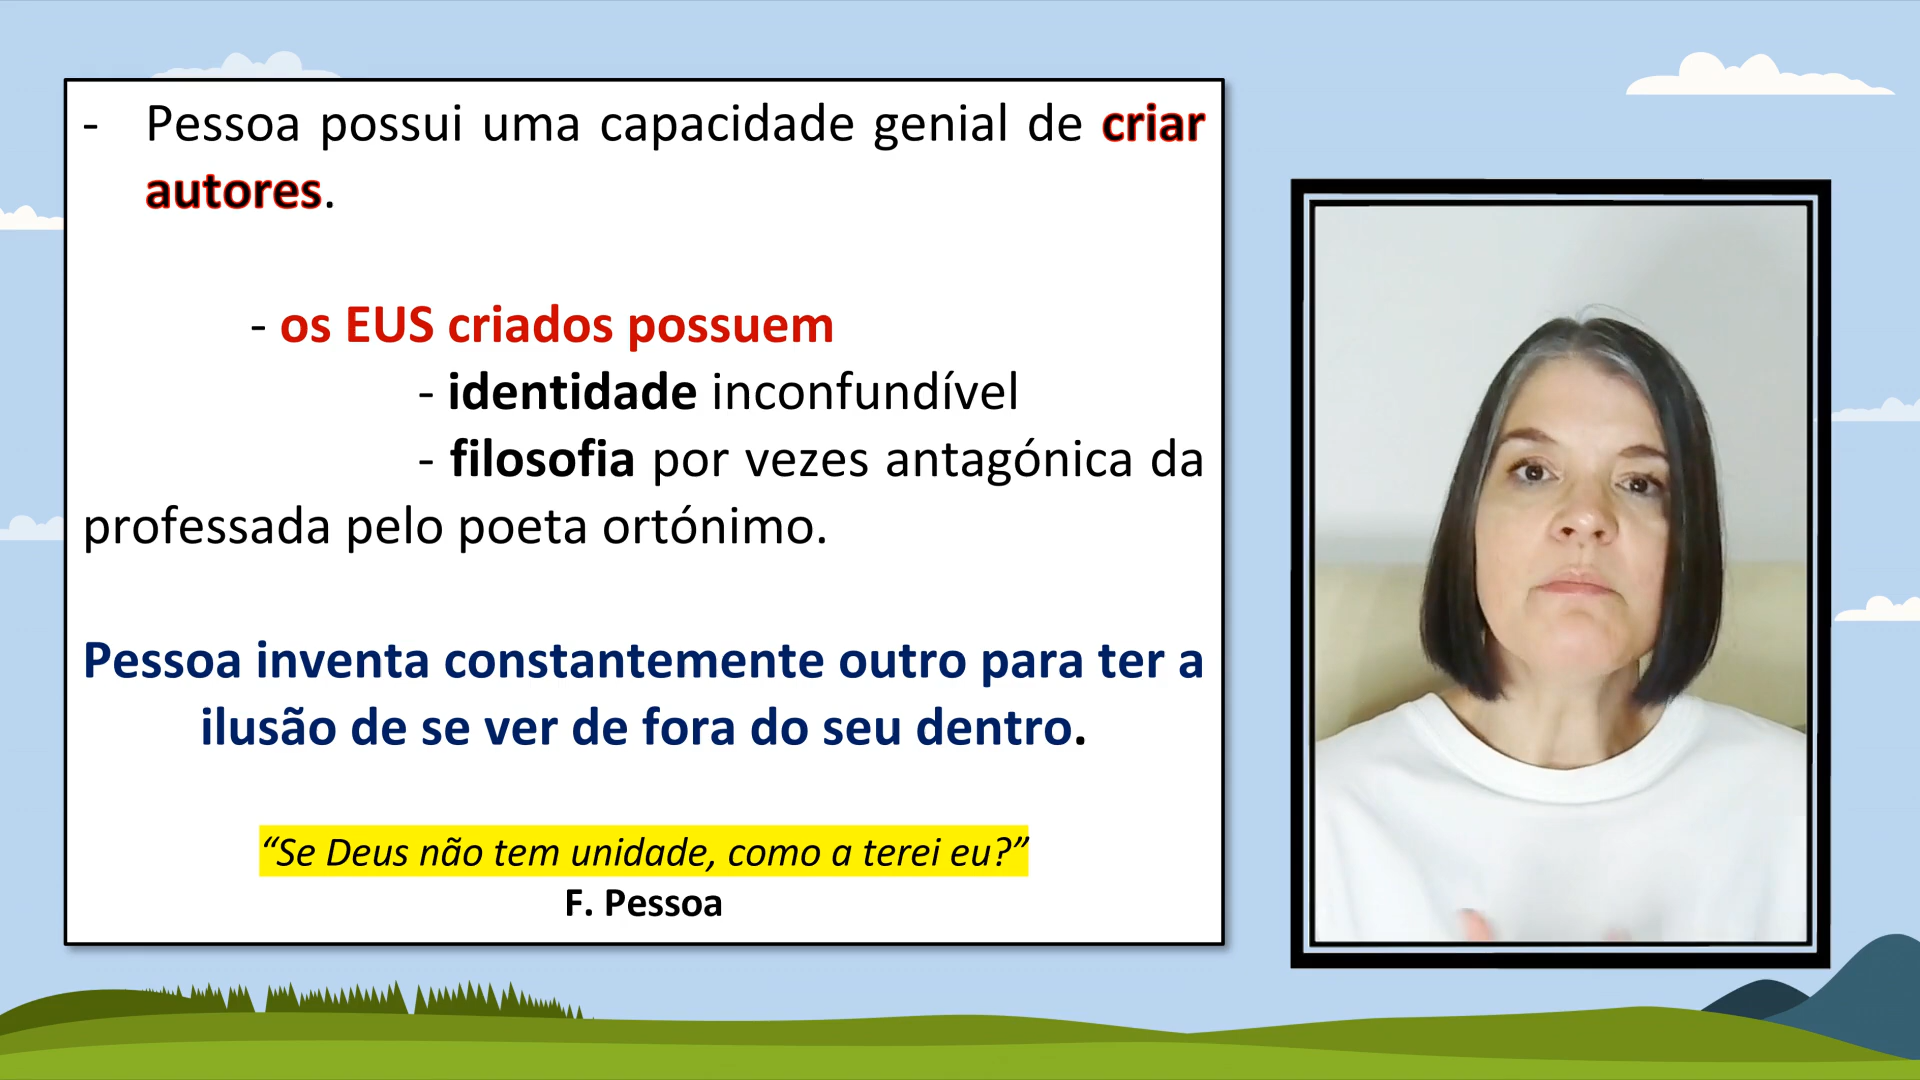 - Pessoa possui uma capacidade genial de criar
autores.
- os EUS criados possuem
- identidade inconfundível
- filosofia por vezes antagónica da
professada pelo poeta ortónimo.
Pessoa inventa constantemente outro para ter a
ilusão de se ver de fora do seu dentro.
“Se Deus não tem unidade, como a terei eu?”
F. Pessoa